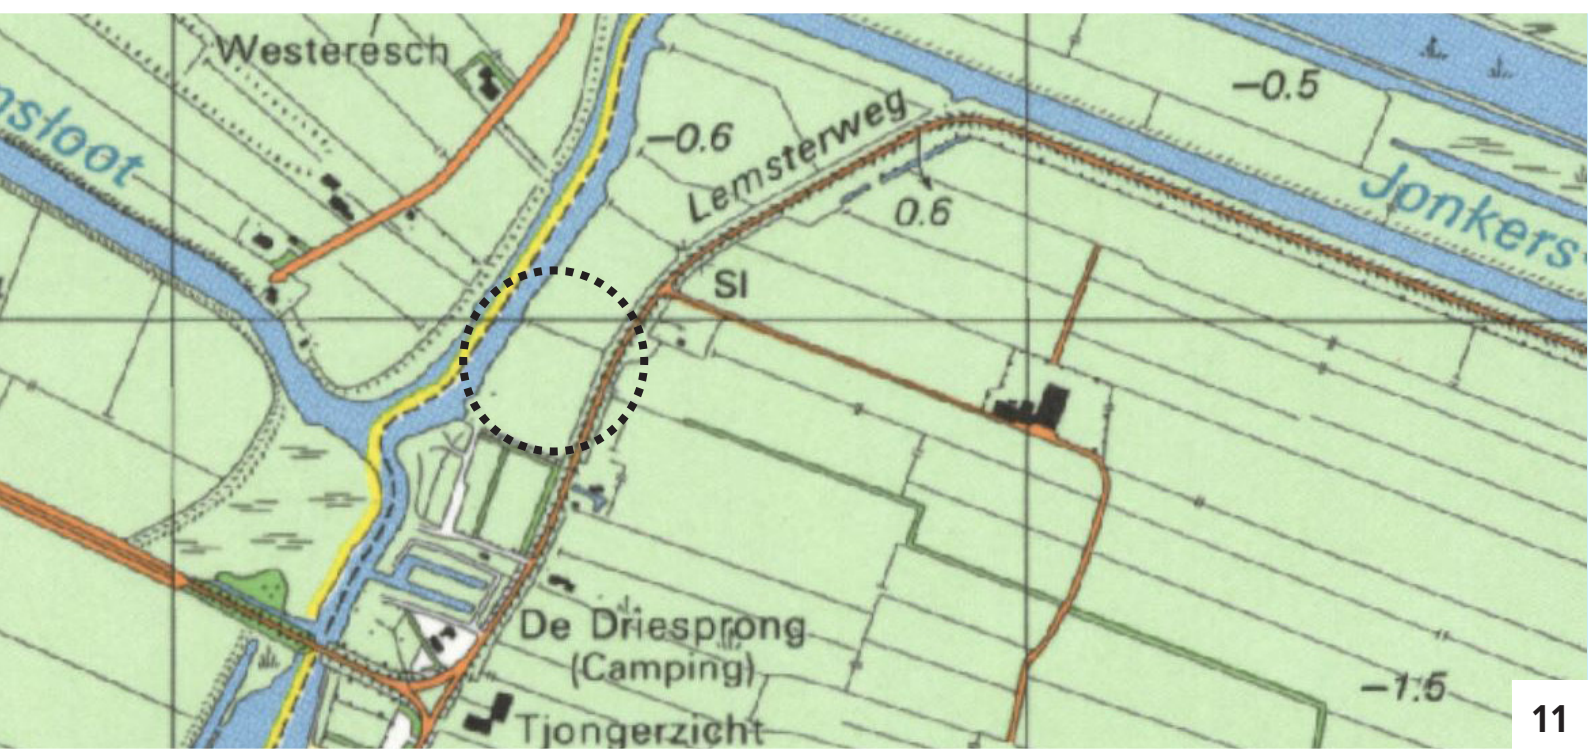 Westeresch
nsloot
-0.6
Lemsterweg
-0.5
Jonkers
0.6
Sl
De Driesprong
(Camping)
-1.5
Tjongerzicht
11